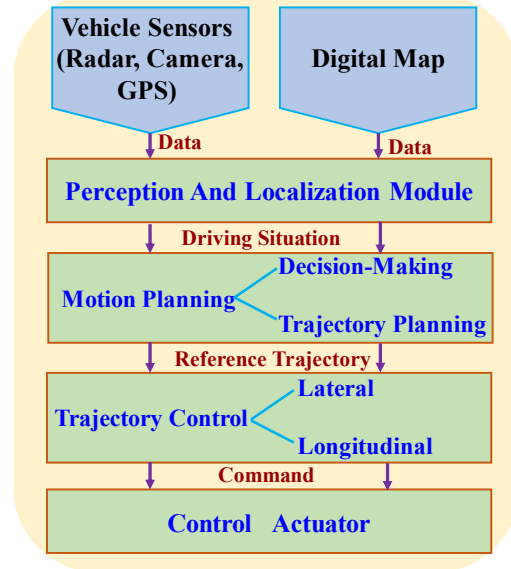 Vehicle Sensors
(Radar, Camera,
GPS)
Digital Map
Data
Data
Perception And Localization Module
Driving Situation
Motion Planning
Decision-Making
Trajectory Planning
Reference Trajectory
Trajectory Control
Lateral
Longitudinal
Command
Control Actuator